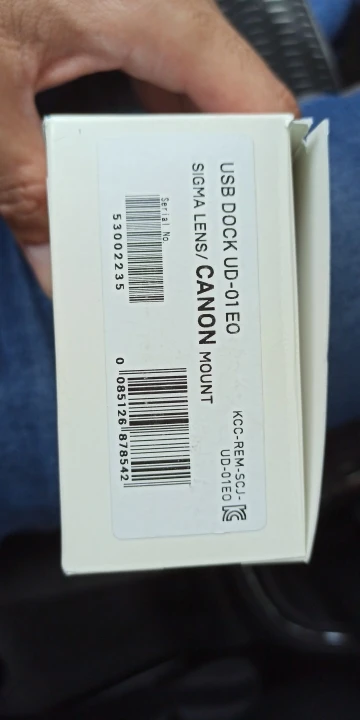 USB DOCK UD-01 EO
SIGMA LENS/ CANON MOUNT
Serial No.
53002235
0 085126 878542
KCC-REM-SCJ-
UD-01EO